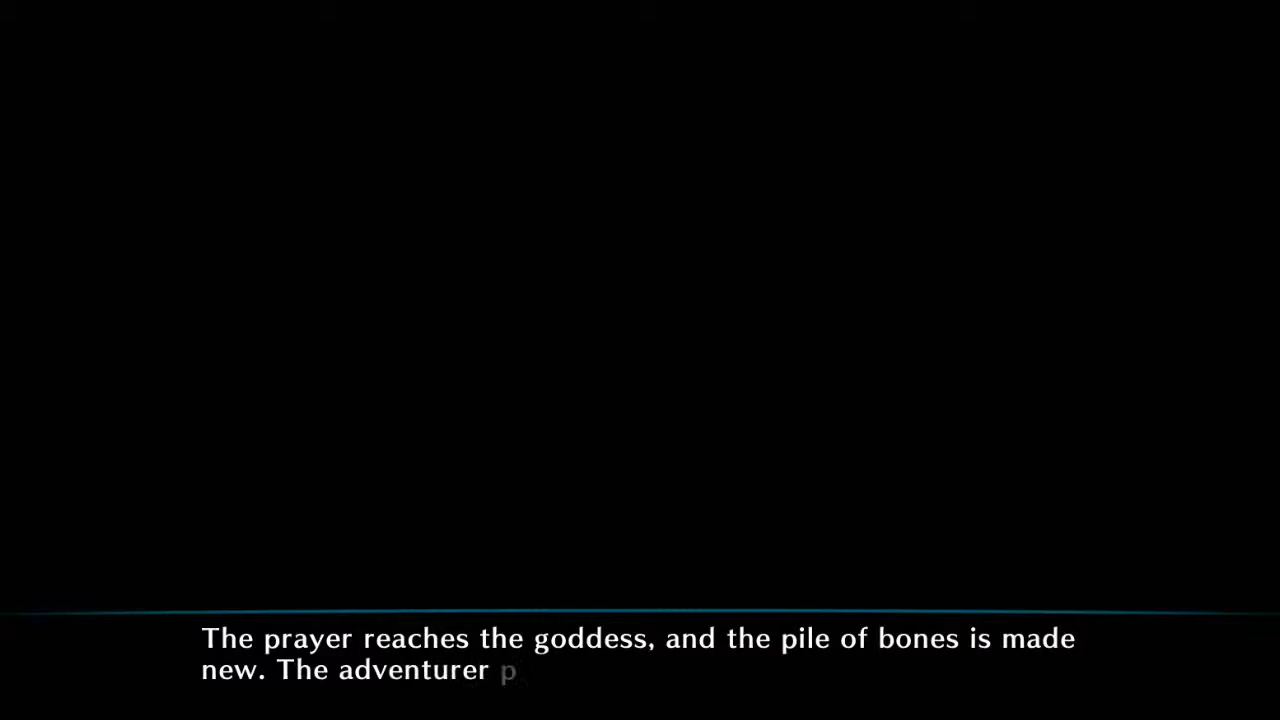 The prayer reaches the goddess, and the pile of bones is made
new. The adventurer p